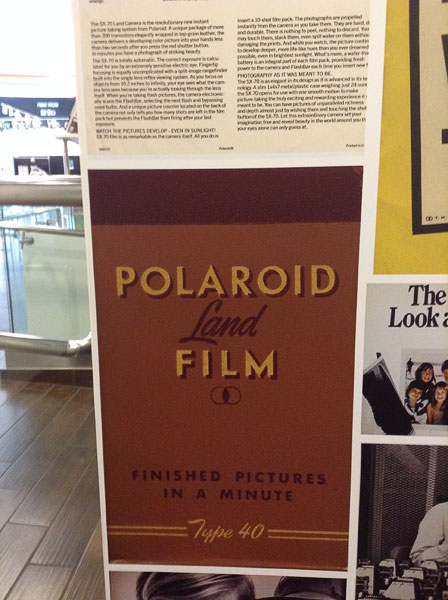 The SX-70 Land Camera is the revolutionary new instant
picture taking system from Polaroid. A unique package of more
than 200 transistors elegantly wrapped in top-grain leather, the
camera delivers a developing color picture into your hands less
than two seconds after you press the red shutter button.
In minutes you have a photograph of stinking beauty.
The SX-70 is totally automatic. The correct exposure is
for you by an extremely sensitive electric eye. Fingertip
focusing is equally uncomplicated with a split image rangefinder
built into the single lens reflex viewing system. As you focus on
objects from 10.2 inches to infinity, your eye sees what the
lens sees because you're actually looking through the lens
itself. When you're taking flash pictures, the camera
scans the FlashBar, selecting the next flash and bypassing
used bulbs. And a unique picture counter located on the back of
the camera not only tells you how many shots are left in the film
pack but prevents the FlashBar from firing after your last
exposure.
WATCH THE PICTURES DEVELOP - EVEN IN SUNLIGHT!
SX-70 film is as remarkable as the camera itself. All you do is
insert a 10-shot film pack. The photographs are propelled
instantly from the camera as you take them. They are hard,
and durable. There is nothing to peel, nothing to discard. You
may touch them, stack them, even spill water on them without
damaging the prints. And while you watch, the picture
to develop deeper, more life-like hues than you ever dreamed
possible, even in brightest sunlight. What's more, a
battery is an integral part of each film pack, providing
power to the camera and FlashBar each time you insert new
PHOTOGRAPHY AS IT WAS MEANT TO BE.
The SX-70 is as elegant in its design as it is advanced in its
A slim 1x4x7 metal/plastic case weighing just 24
the SX-70 opens for use with one smooth motion to make
picture-taking the truly exciting and rewarding experience it
meant to be. You can have pictures of unparalleled richness
and depth almost just by wishing them and touching the
button of the SX-70. Let this extraordinary camera set your
imagination free and reveal beauty in the world around you
your eyes alone can only guess at.
Polaroid®
POLAROID
Land
FILM
FINISHED PICTURES
IN A MINUTE
Type 40
The
Look a